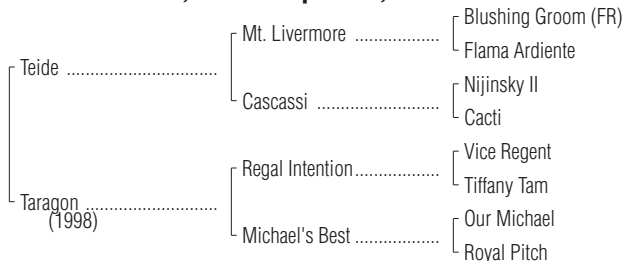 Blushing Groom (FR)
Mt. Livermore ......................
Flama Ardiente
Teide ................................
Nijinsky II
Cascassi ..........................
Cacti
Vice Regent
Regal Intention..................
Tiffany Tam
Taragon ......................
(1998)
Our Michael
Michael's Best ..................
Royal Pitch